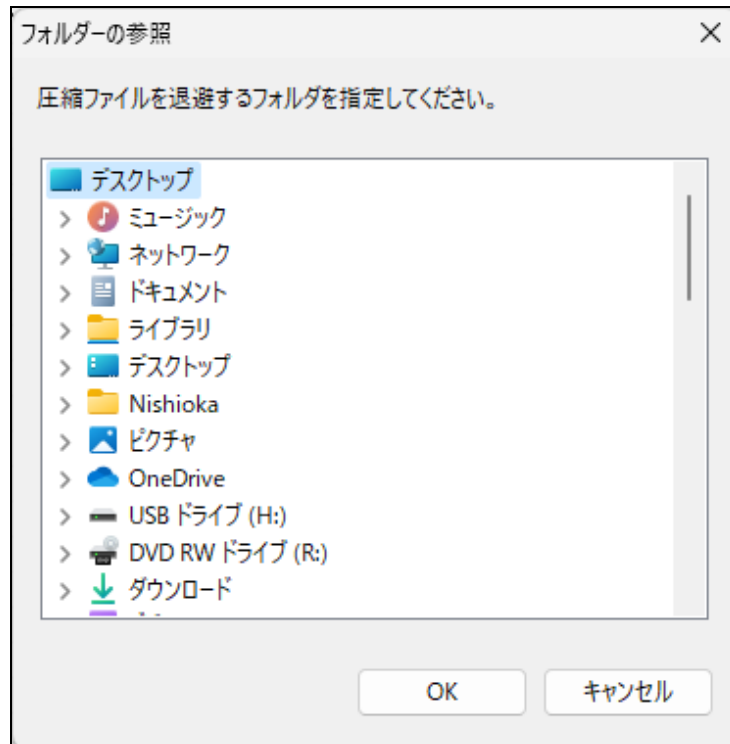 フォルダーの参照
圧縮ファイルを退避するフォルダを指定してください。
デスクトップ
ミュージック
ネットワーク
ドキュメント
ライブラリ
デスクトップ
Nishioka
ピクチャ
OneDrive
USB ドライブ (H:)
DVD RW ドライブ (R:)
ダウンロード
OK
キャンセル